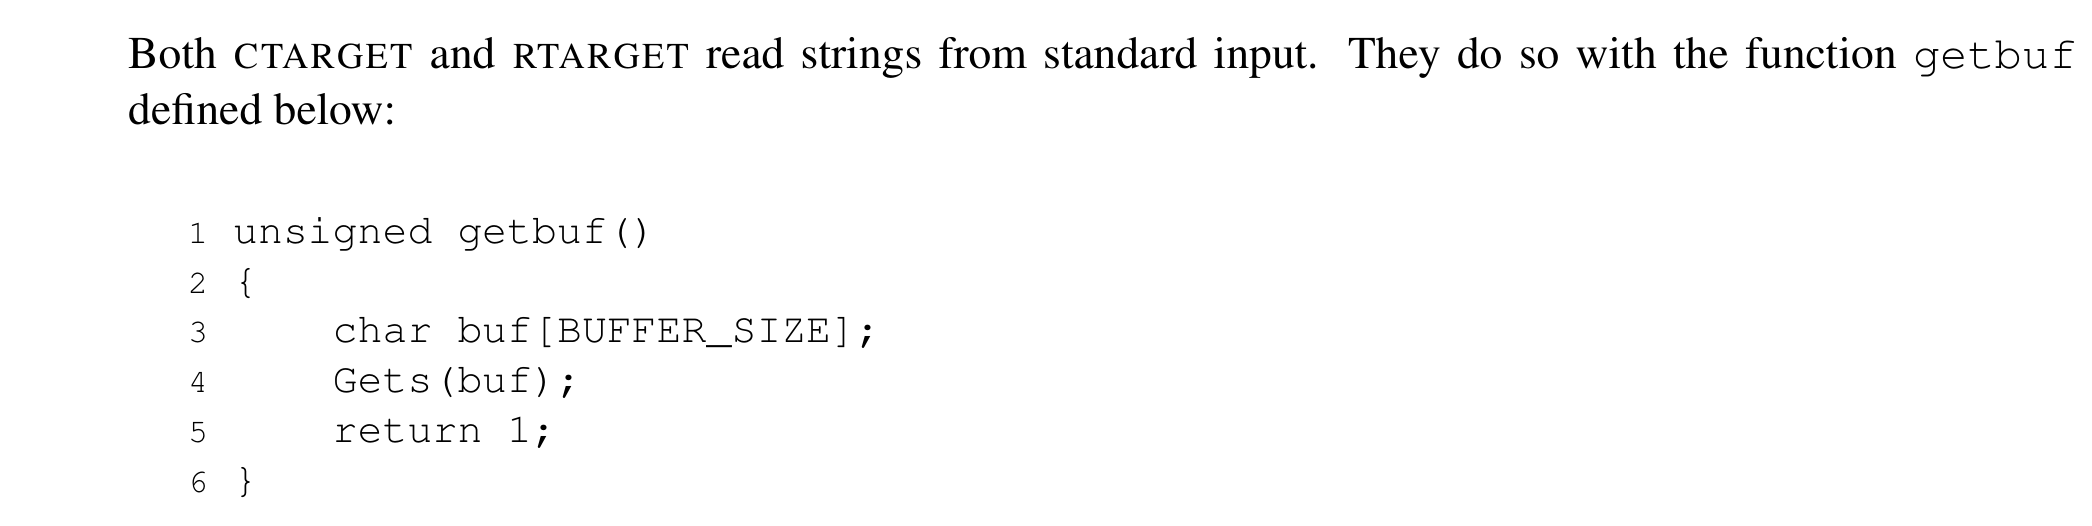 Both CTARGET and RTARGET read strings from standard input. They do so with the function getbuf
defined below:
1 unsigned getbuf()
2 {
3     char buf[BUFFER_SIZE];
4     Gets(buf);
5     return 1;
6 }